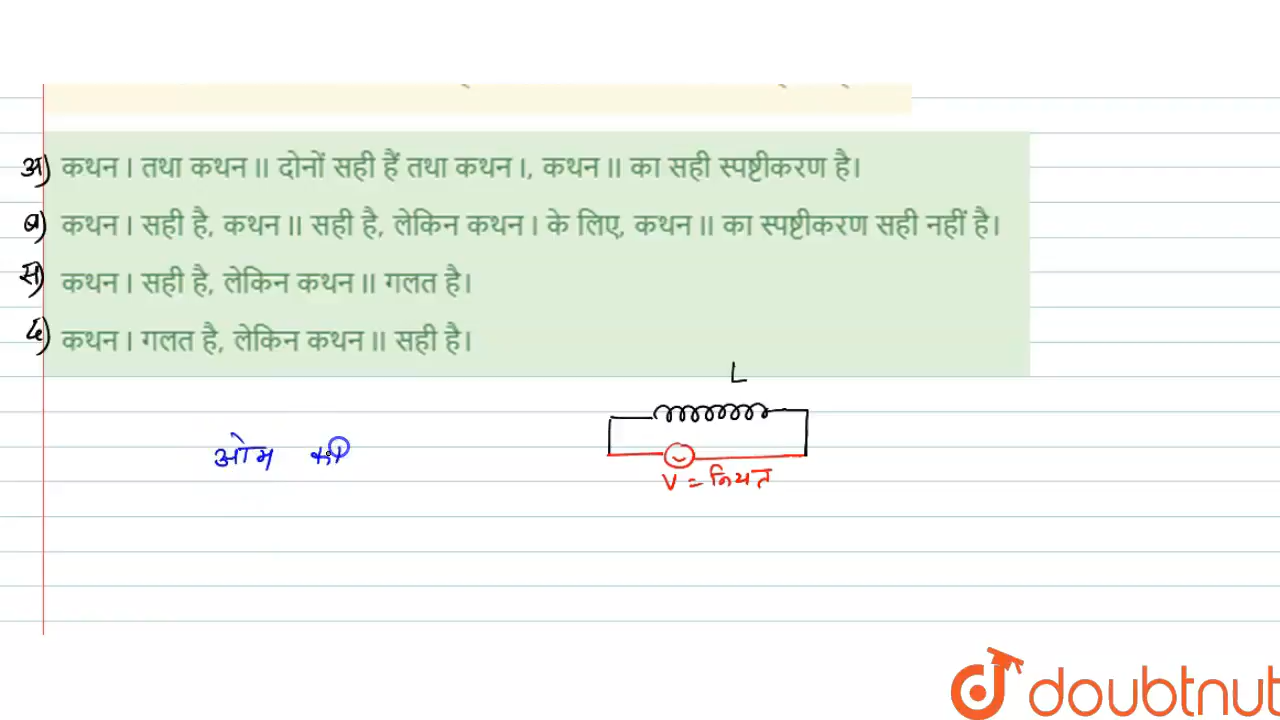 अ) कथन I तथा कथन II दोनों सही हैं तथा कथन I, कथन II का सही स्पष्टीकरण है।
ब) कथन I सही है, कथन II सही है, लेकिन कथन I के लिए, कथन II का स्पष्टीकरण सही नहीं है।
स) कथन I सही है, लेकिन कथन II गलत है।
द) कथन I गलत है, लेकिन कथन II सही है।
L
ओम की
V = नियत
doubtnut